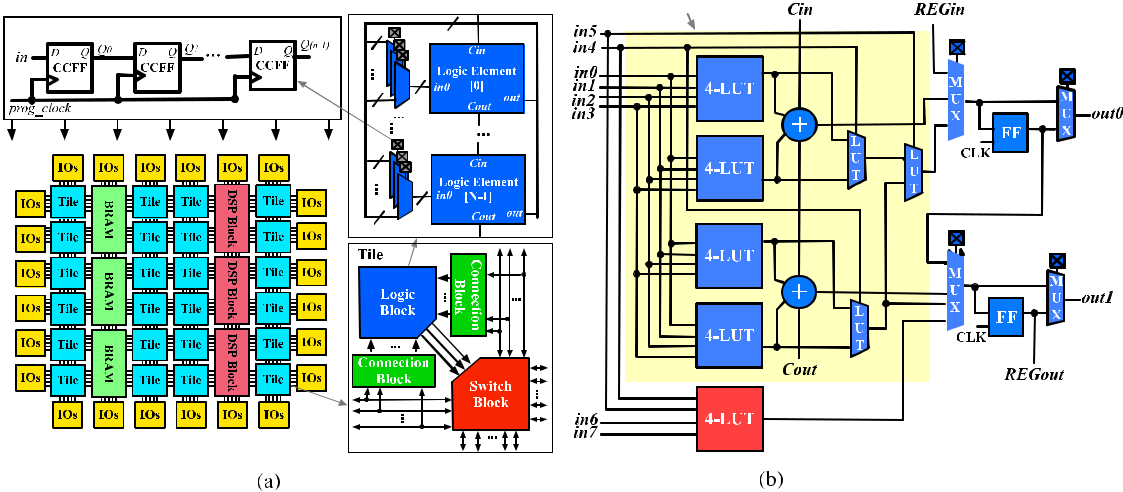 D Q Q0 D Q Q1 ... D Q Q(n-1)
in CCFF CCFF CCFF
prog_clock
IOs IOs IOs IOs IOs IOs
IOs Tile BRAM Tile Tile DSP Block Tile IOs
IOs Tile Tile Tile Tile IOs
IOs Tile BRAM Tile Tile DSP Block Tile IOs
IOs Tile Tile Tile Tile IOs
IOs Tile BRAM Tile Tile DSP Block Tile IOs
IOs Tile Tile Tile Tile IOs
IOs IOs IOs IOs IOs IOs
Cin
Logic Element
in0 [0] out
Cout
...
Cin
Logic Element
in0 [N-1]
Cout out
Tile
Logic
Block
Connection
Block
Connection
Block
Switch
Block
(a)
in5 Cin REGin
in4
in0
in1
in2
in3
4-LUT
4-LUT
+
LUT
LUT
MUX
FF
CLK
MUX
out0
4-LUT
4-LUT
+
LUT
MUX
FF
CLK
MUX
out1
Cout
REGout
4-LUT
in6
in7
(b)